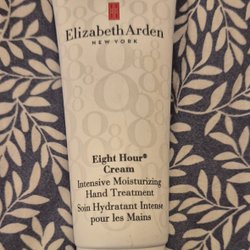 Elizabeth Arden
NEW YORK
Eight Hour®
Cream
Intensive Moisturizing
Hand Treatment
Soin Hydratant Intense
pour les Mains